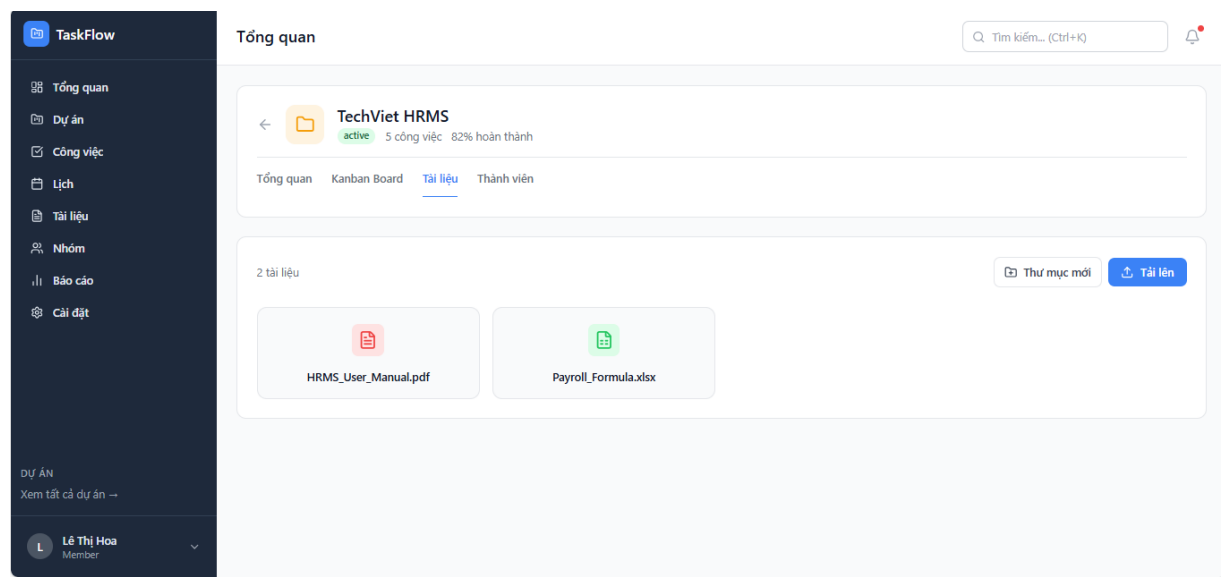 TaskFlow
Tổng quan
Dự án
Công việc
Lịch
Tài liệu
Nhóm
Báo cáo
Cài đặt
DỰ ÁN
Xem tất cả dự án →
L
Lê Thị Hoa
Member
Tổng quan
Tìm kiếm... (Ctrl+K)
TechViet HRMS
active 5 công việc 82% hoàn thành
Tổng quan Kanban Board Tài liệu Thành viên
2 tài liệu
Thư mục mới
Tải lên
HRMS_User_Manual.pdf
Payroll_Formula.xlsx